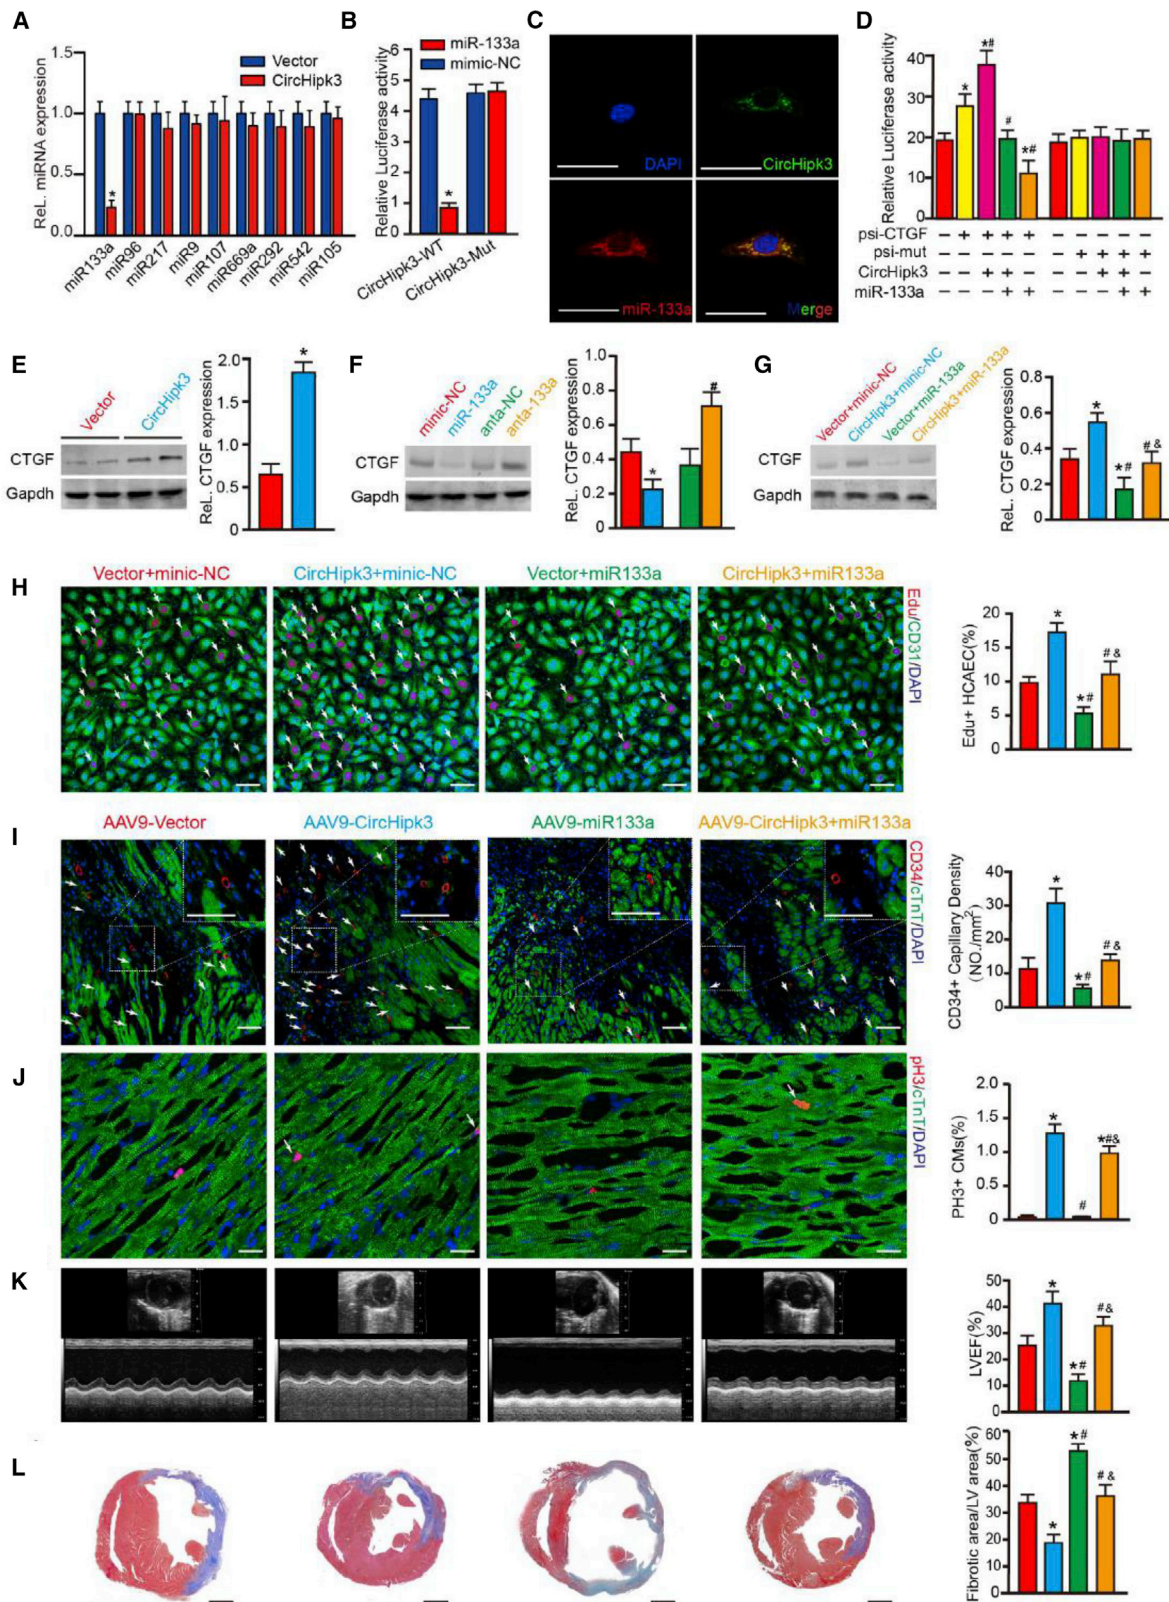 A
ReL. miRNA expression
1.5
1.0
0.5
0.0
Vector
CircHipk3
*
miR133a
miR96
miR217
miR9
miR107
miR669a
miR292
miR542
miR105
B
Relative Luciferase activity
6
5
4
3
2
1
0
miR-133a
mimic-NC
*
CircHipk3-WT
CircHipk3-Mut
C
DAPI
CircHipk3
miR-133a
Merge
D
Relative Luciferase activity
40
30
20
10
0
* *# # *#
psi-CTGF − + + + + − − − − −
psi-mut − − − − − − + + + +
CircHipk3 − − + + − − − + + −
miR-133a − − − + + − − − + +
E
Vector
CircHipk3
CTGF
Gapdh
ReL. CTGF expression
2.0
1.5
1.0
0.5
0
*
F
minic-NC
miR-133a
anta-NC
anta-133a
CTGF
Gapdh
ReL. CTGF expression
1.0
0.8
0.6
0.4
0.2
0
* #
G
Vector+minic-NC
CircHipk3+minic-NC
Vector+miR-133a
CircHipk3+miR-133a
CTGF
Gapdh
ReL. CTGF expression
0.8
0.6
0.4
0.2
0
* *# #&
H
Vector+minic-NC
CircHipk3+minic-NC
Vector+miR133a
CircHipk3+miR133a
Edu/CD31/DAPI
Edu+ HCAEC(%)
20
15
10
5
0
* *# #&
I
AAV9-Vector
AAV9-CircHipk3
AAV9-miR133a
AAV9-CircHipk3+miR133a
CD34/cTnT/DAPI
CD34+ Capillary Density
(NO./mm2)
40
30
20
10
0
* *# #&
J
pH3/cTnT/DAPI
PH3+ CMs(%)
2.0
1.5
1.0
0.5
0
* # *#&
K
LVEF(%)
50
40
30
20
10
0
* *# #&
L
Fibrotic area/LV area(%)
60
50
40
30
20
10
0
* *# #&